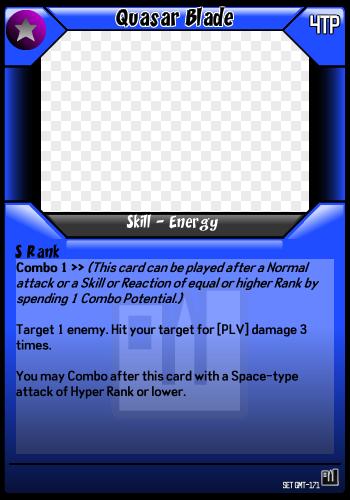 Quasar Blade
4TP
Skill - Energy
S Rank
Combo 1 >> (This card can be played after a Normal
attack or a Skill or Reaction of equal or higher Rank by
spending 1 Combo Potential.)
Target 1 enemy. Hit your target for [PLV] damage 3
times.
You may Combo after this card with a Space-type
attack of Hyper Rank or lower.
SET GMT-171